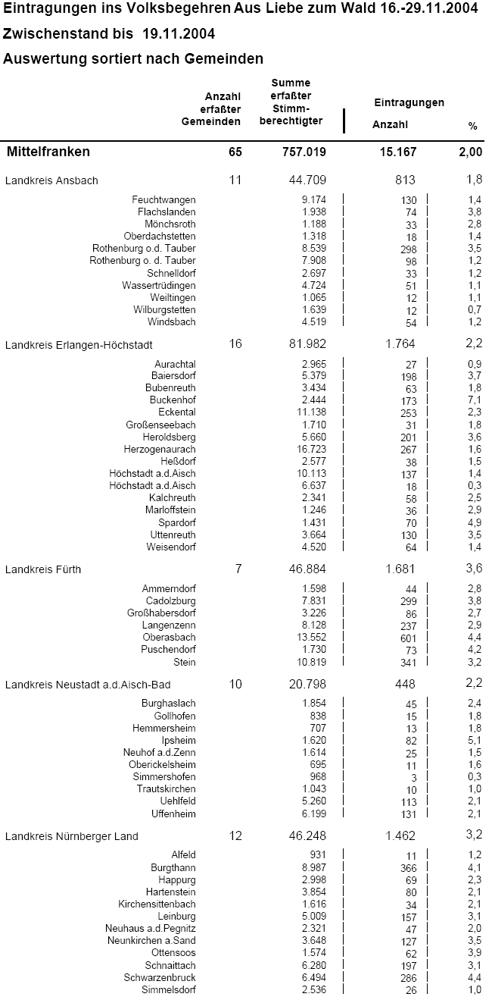 Eintragungen ins Volksbegehren Aus Liebe zum Wald 16.-29.11.2004
Zwischenstand bis 19.11.2004
Auswertung sortiert nach Gemeinden
Anzahl erfaßter Gemeinden
Summe erfaßter Stimm- berechtigter
Eintragungen
Anzahl %
Mittelfranken 65 757.019 15.167 2,00
Landkreis Ansbach 11 44.709 813 1,8
Feuchtwangen 9.174 130 1,4
Flachslanden 1.938 74 3,8
Mönchsroth 1.188 33 2,8
Oberdachstetten 1.318 18 1,4
Rothenburg o.d. Tauber 8.539 298 3,5
Rothenburg o. d. Tauber 7.908 98 1,2
Schnelldorf 2.697 33 1,2
Wassertrüdingen 4.724 51 1,1
Weiltingen 1.065 12 1,1
Wilburgstetten 1.639 12 0,7
Windsbach 4.519 54 1,2
Landkreis Erlangen-Höchstadt 16 81.982 1.764 2,2
Aurachtal 2.965 27 0,9
Baiersdorf 5.379 198 3,7
Bubenreuth 3.434 63 1,8
Buckenhof 2.444 173 7,1
Eckental 11.138 253 2,3
Großenseebach 1.710 31 1,8
Heroldsberg 5.660 201 3,6
Herzogenaurach 16.723 267 1,6
Heßdorf 2.577 38 1,5
Höchstadt a.d.Aisch 10.113 137 1,4
Höchstadt a.d.Aisch 6.637 18 0,3
Kalchreuth 2.341 58 2,5
Marloffstein 1.246 36 2,9
Spardorf 1.431 70 4,9
Uttenreuth 3.664 130 3,5
Weisendorf 4.520 64 1,4
Landkreis Fürth 7 46.884 1.681 3,6
Ammerndorf 1.598 44 2,8
Cadolzburg 7.831 299 3,8
Großhabersdorf 3.226 86 2,7
Langenzenn 8.128 237 2,9
Oberasbach 13.552 601 4,4
Puschendorf 1.730 73 4,2
Stein 10.819 341 3,2
Landkreis Neustadt a.d.Aisch-Bad 10 20.798 448 2,2
Burghaslach 1.854 45 2,4
Gollhofen 838 15 1,8
Hemmersheim 707 13 1,8
Ipsheim 1.620 82 5,1
Neuhof a.d.Zenn 1.614 25 1,5
Oberickelsheim 695 11 1,6
Simmershofen 968 3 0,3
Trautskirchen 1.043 10 1,0
Uehlfeld 5.260 113 2,1
Uffenheim 6.199 131 2,1
Landkreis Nürnberger Land 12 46.248 1.462 3,2
Alfeld 931 11 1,2
Burgthann 8.987 366 4,1
Happurg 2.998 69 2,3
Hartenstein 3.854 80 2,1
Kirchensittenbach 1.616 34 2,1
Leinburg 5.009 157 3,1
Neuhaus a.d.Pegnitz 2.321 47 2,0
Neunkirchen a.Sand 3.648 127 3,5
Ottensoos 1.574 62 3,9
Schnaittach 6.280 197 3,1
Schwarzenbruck 6.494 286 4,4
Simmelsdorf 2.536 26 1,0